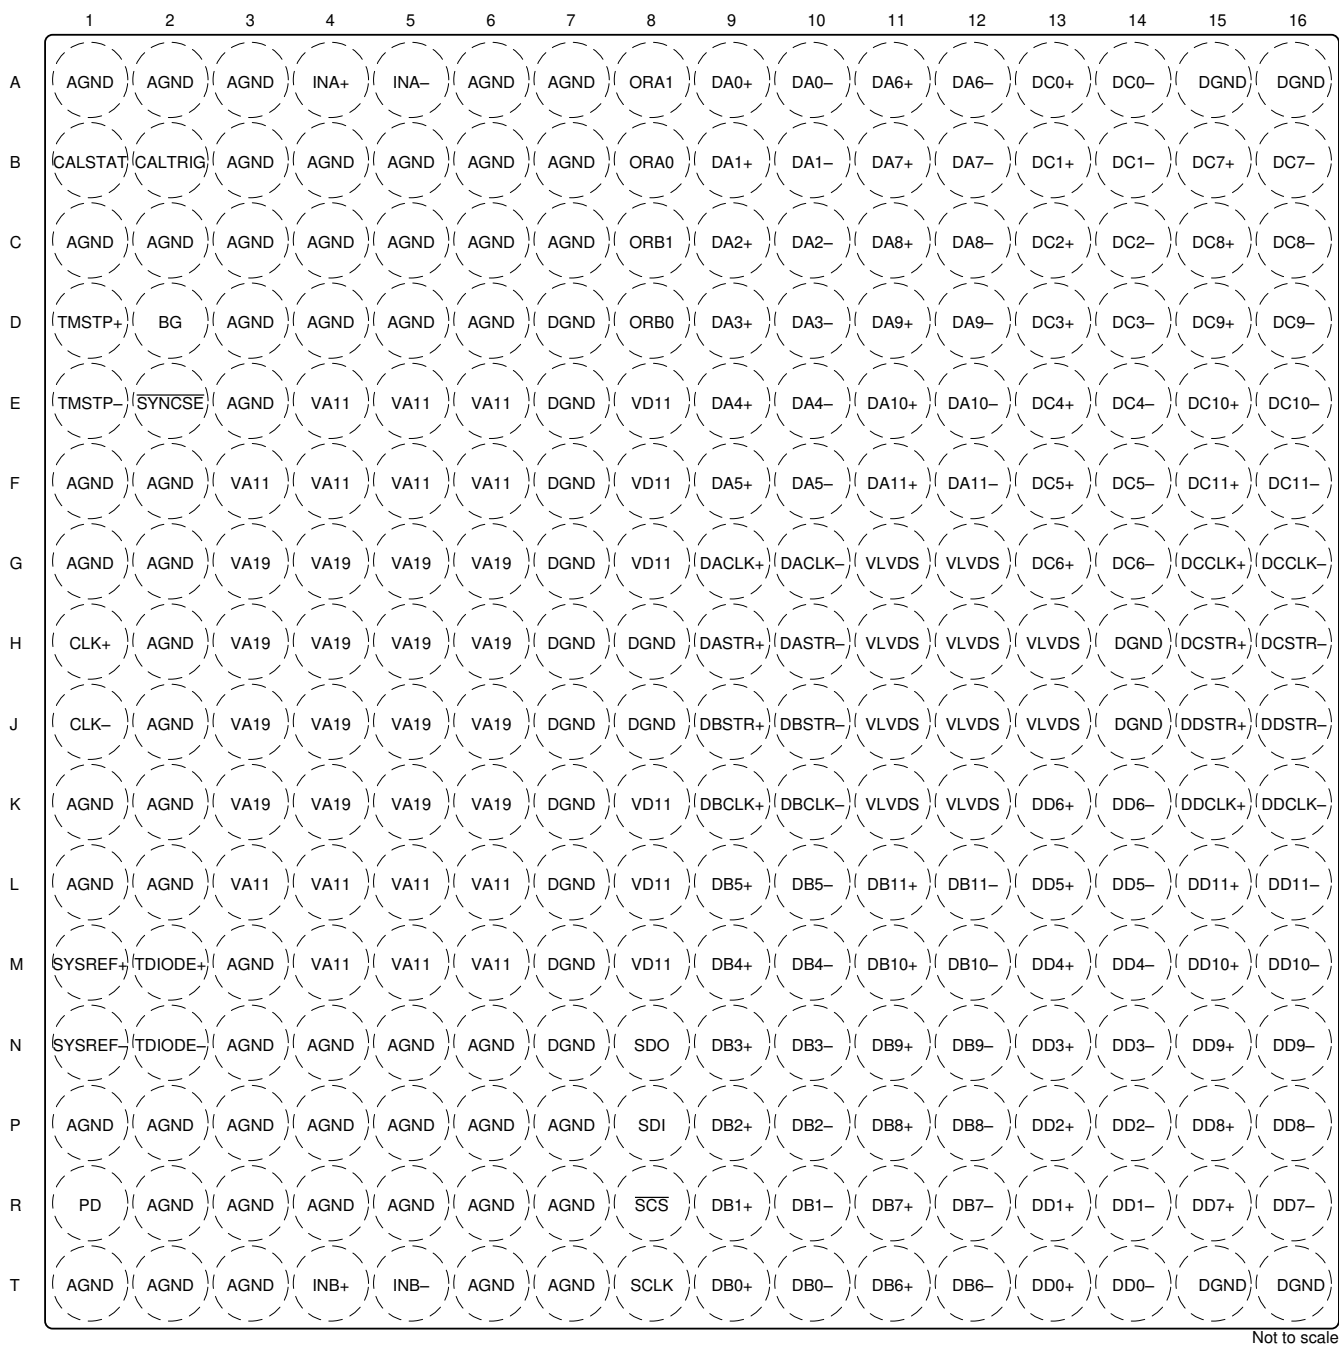 1 2 3 4 5 6 7 8 9 10 11 12 13 14 15 16
A AGND AGND AGND INA+ INA– AGND AGND ORA1 DA0+ DA0– DA6+ DA6– DC0+ DC0– DGND DGND
B CALSTAT CALTRIG AGND AGND AGND AGND AGND ORA0 DA1+ DA1– DA7+ DA7– DC1+ DC1– DC7+ DC7–
C AGND AGND AGND AGND AGND AGND AGND ORB1 DA2+ DA2– DA8+ DA8– DC2+ DC2– DC8+ DC8–
D TMSTP+ BG AGND AGND AGND AGND DGND ORB0 DA3+ DA3– DA9+ DA9– DC3+ DC3– DC9+ DC9–
E TMSTP– SYNCSE AGND VA11 VA11 VA11 DGND VD11 DA4+ DA4– DA10+ DA10– DC4+ DC4– DC10+ DC10–
F AGND AGND VA11 VA11 VA11 VA11 DGND VD11 DA5+ DA5– DA11+ DA11– DC5+ DC5– DC11+ DC11–
G AGND AGND VA19 VA19 VA19 VA19 DGND VD11 DACLK+ DACLK– VLVDS VLVDS DC6+ DC6– DCCLK+ DCCLK–
H CLK+ AGND VA19 VA19 VA19 VA19 DGND DGND DASTR+ DASTR– VLVDS VLVDS VLVDS DGND DCSTR+ DCSTR–
J CLK– AGND VA19 VA19 VA19 VA19 DGND DGND DBSTR+ DBSTR– VLVDS VLVDS VLVDS DGND DDSTR+ DDSTR–
K AGND AGND VA19 VA19 VA19 VA19 DGND VD11 DBCLK+ DBCLK– VLVDS VLVDS DD6+ DD6– DDCLK+ DDCLK–
L AGND AGND VA11 VA11 VA11 VA11 DGND VD11 DB5+ DB5– DB11+ DB11– DD5+ DD5– DD11+ DD11–
M SYSREF+ TDIODE+ AGND VA11 VA11 VA11 DGND VD11 DB4+ DB4– DB10+ DB10– DD4+ DD4– DD10+ DD10–
N SYSREF– TDIODE– AGND AGND AGND AGND DGND SDO DB3+ DB3– DB9+ DB9– DD3+ DD3– DD9+ DD9–
P AGND AGND AGND AGND AGND AGND AGND SDI DB2+ DB2– DB8+ DB8– DD2+ DD2– DD8+ DD8–
R PD AGND AGND AGND AGND AGND AGND SCS DB1+ DB1– DB7+ DB7– DD1+ DD1– DD7+ DD7–
T AGND AGND AGND INB+ INB– AGND AGND SCLK DB0+ DB0– DB6+ DB6– DD0+ DD0– DGND DGND
Not to scale